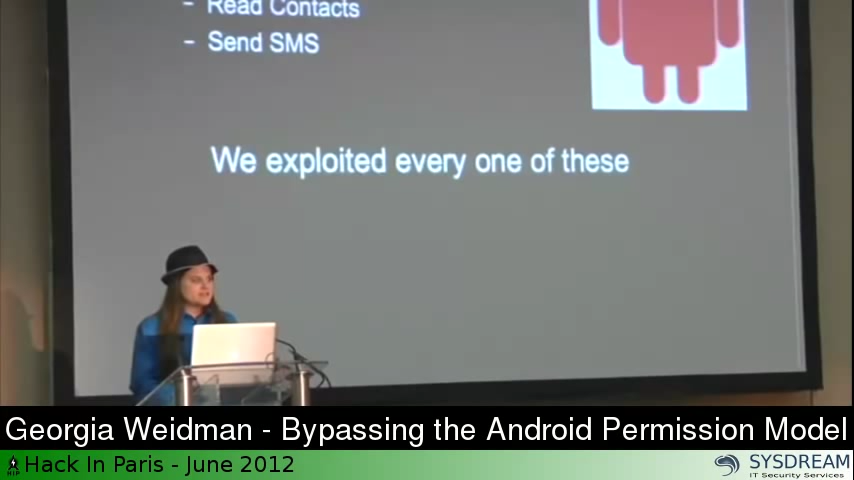 - Read Contacts
- Send SMS
We exploited every one of these
Georgia Weidman - Bypassing the Android Permission Model
HIP
Hack In Paris - June 2012
SYSDREAM
IT Security Services